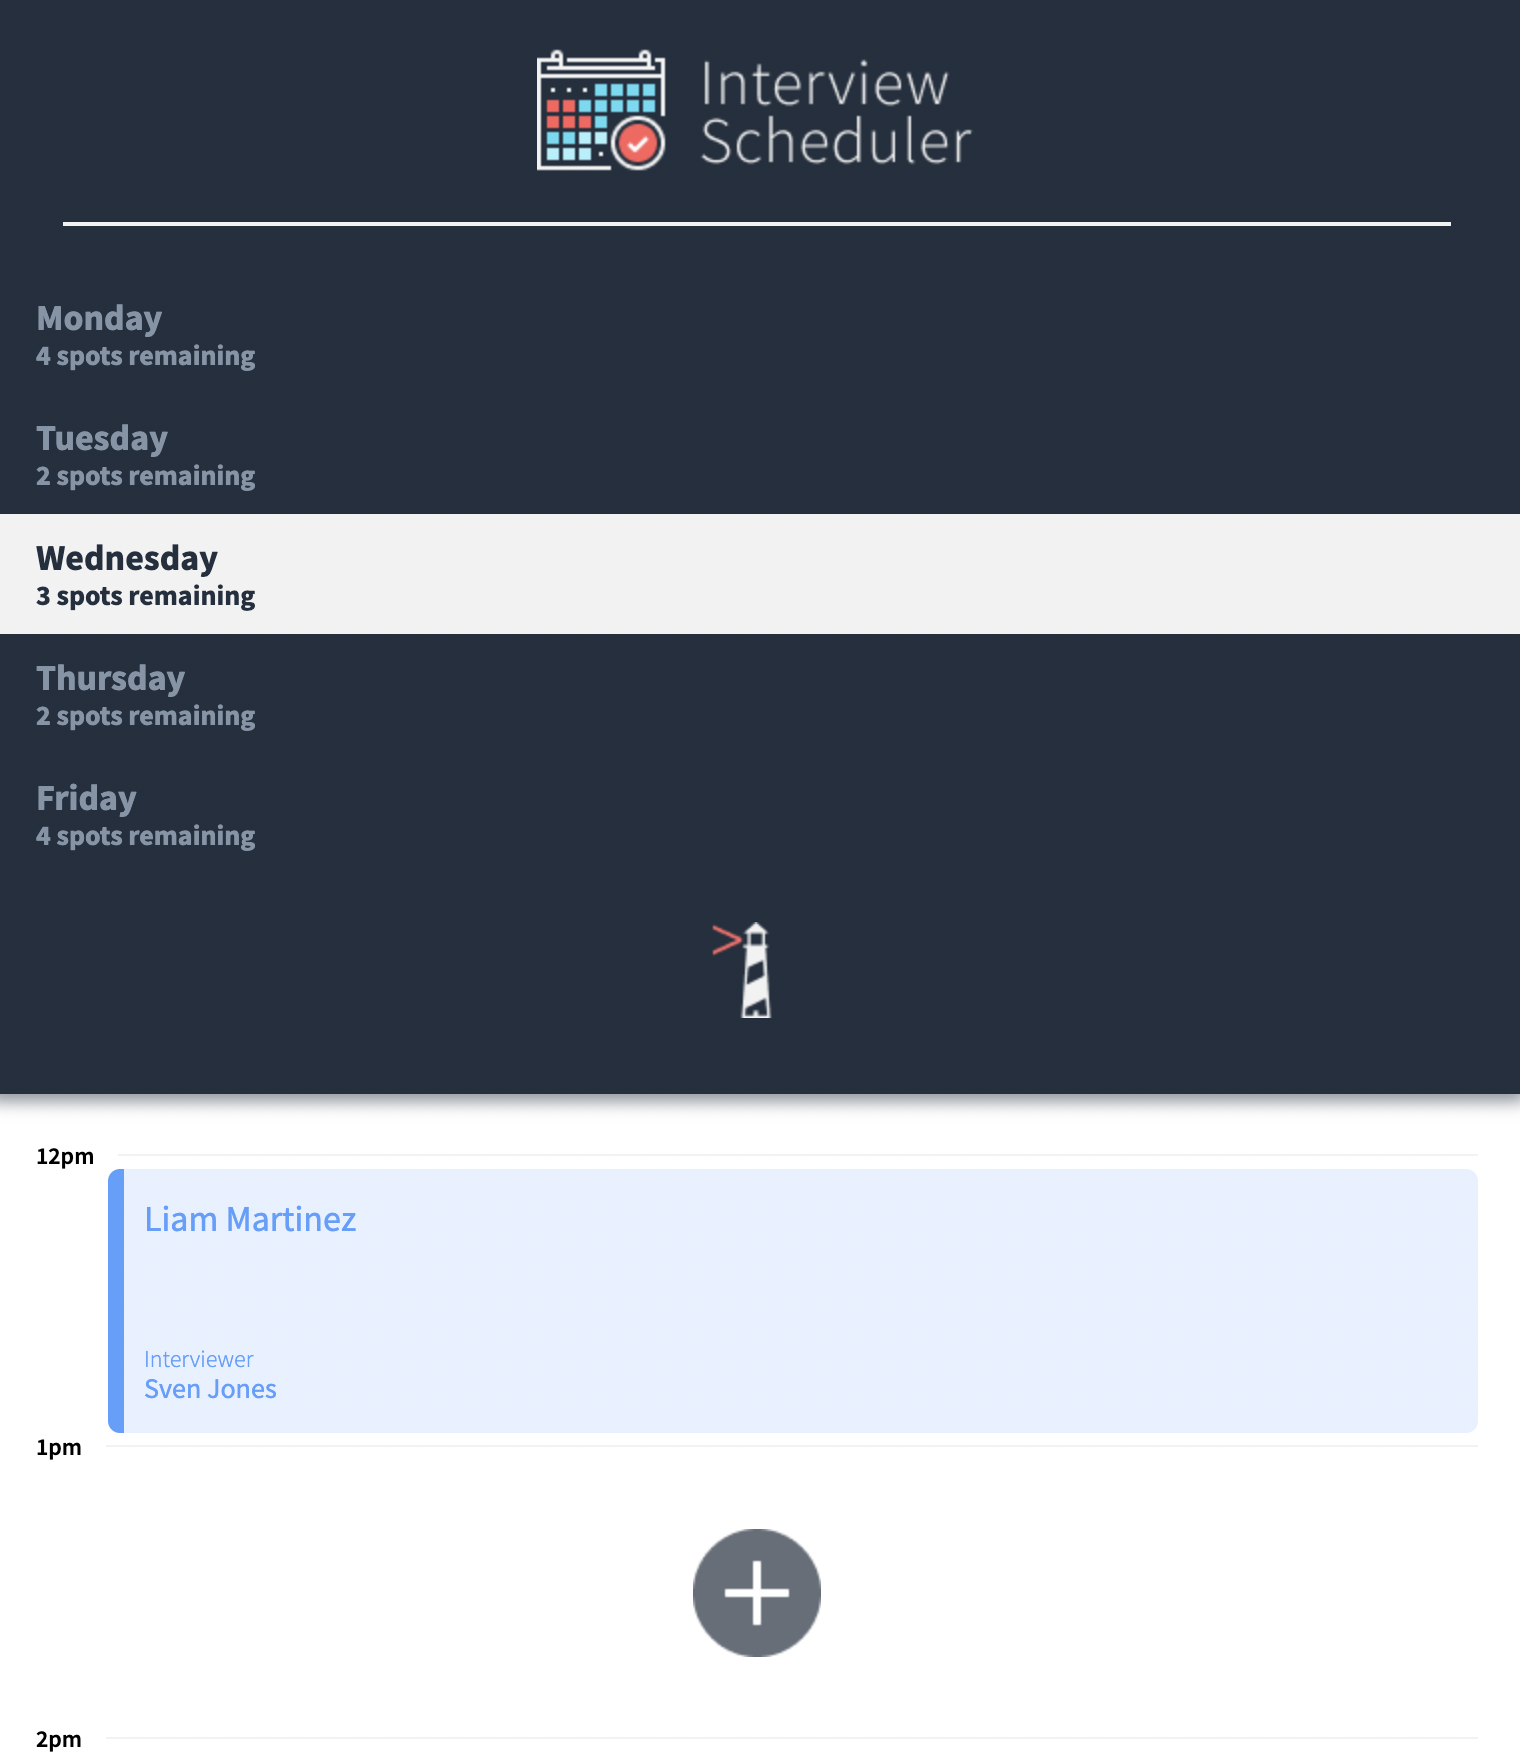 Interview
Scheduler
Monday
4 spots remaining
Tuesday
2 spots remaining
Wednesday
3 spots remaining
Thursday
2 spots remaining
Friday
4 spots remaining
12pm
Liam Martinez
Interviewer
Sven Jones
1pm
2pm